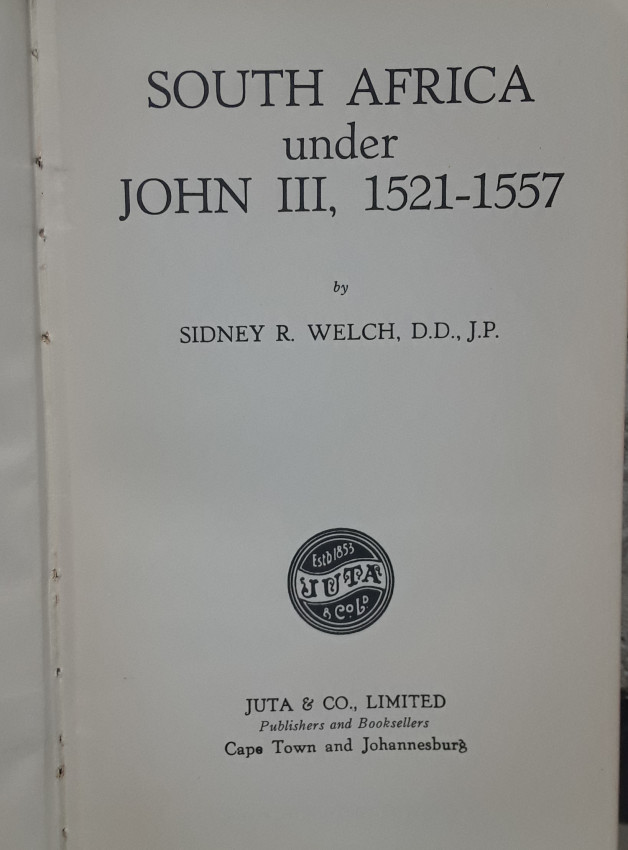 SOUTH AFRICA
under
JOHN III, 1521-1557
by
SIDNEY R. WELCH, D.D., J.P.
Estd 1853
JUTA
& Co. LD.
JUTA & CO., LIMITED
Publishers and Booksellers
Cape Town and Johannesburg